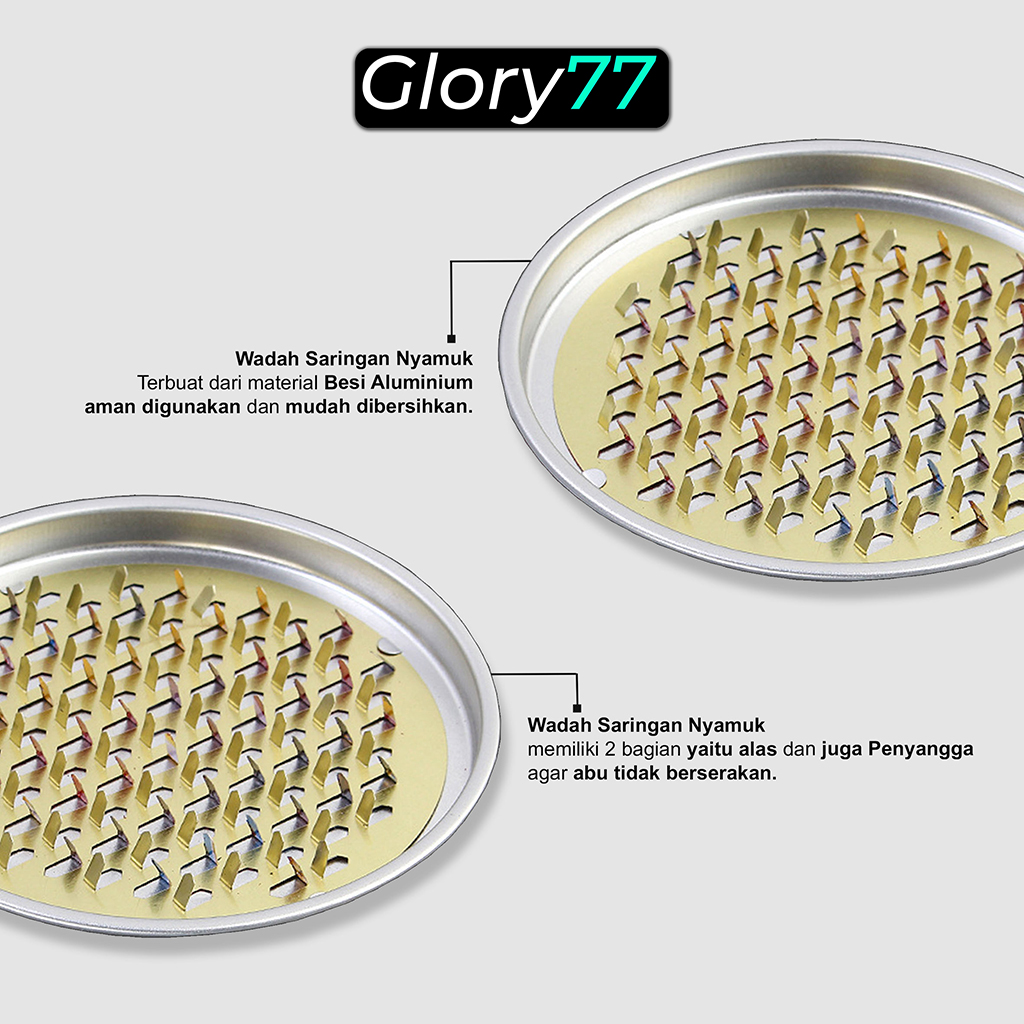 Glory77
Wadah Saringan Nyamuk
Terbuat dari material Besi Aluminium
aman digunakan dan mudah dibersihkan.
Wadah Saringan Nyamuk
memiliki 2 bagian yaitu alas dan juga Penyangga
agar abu tidak berserakan.